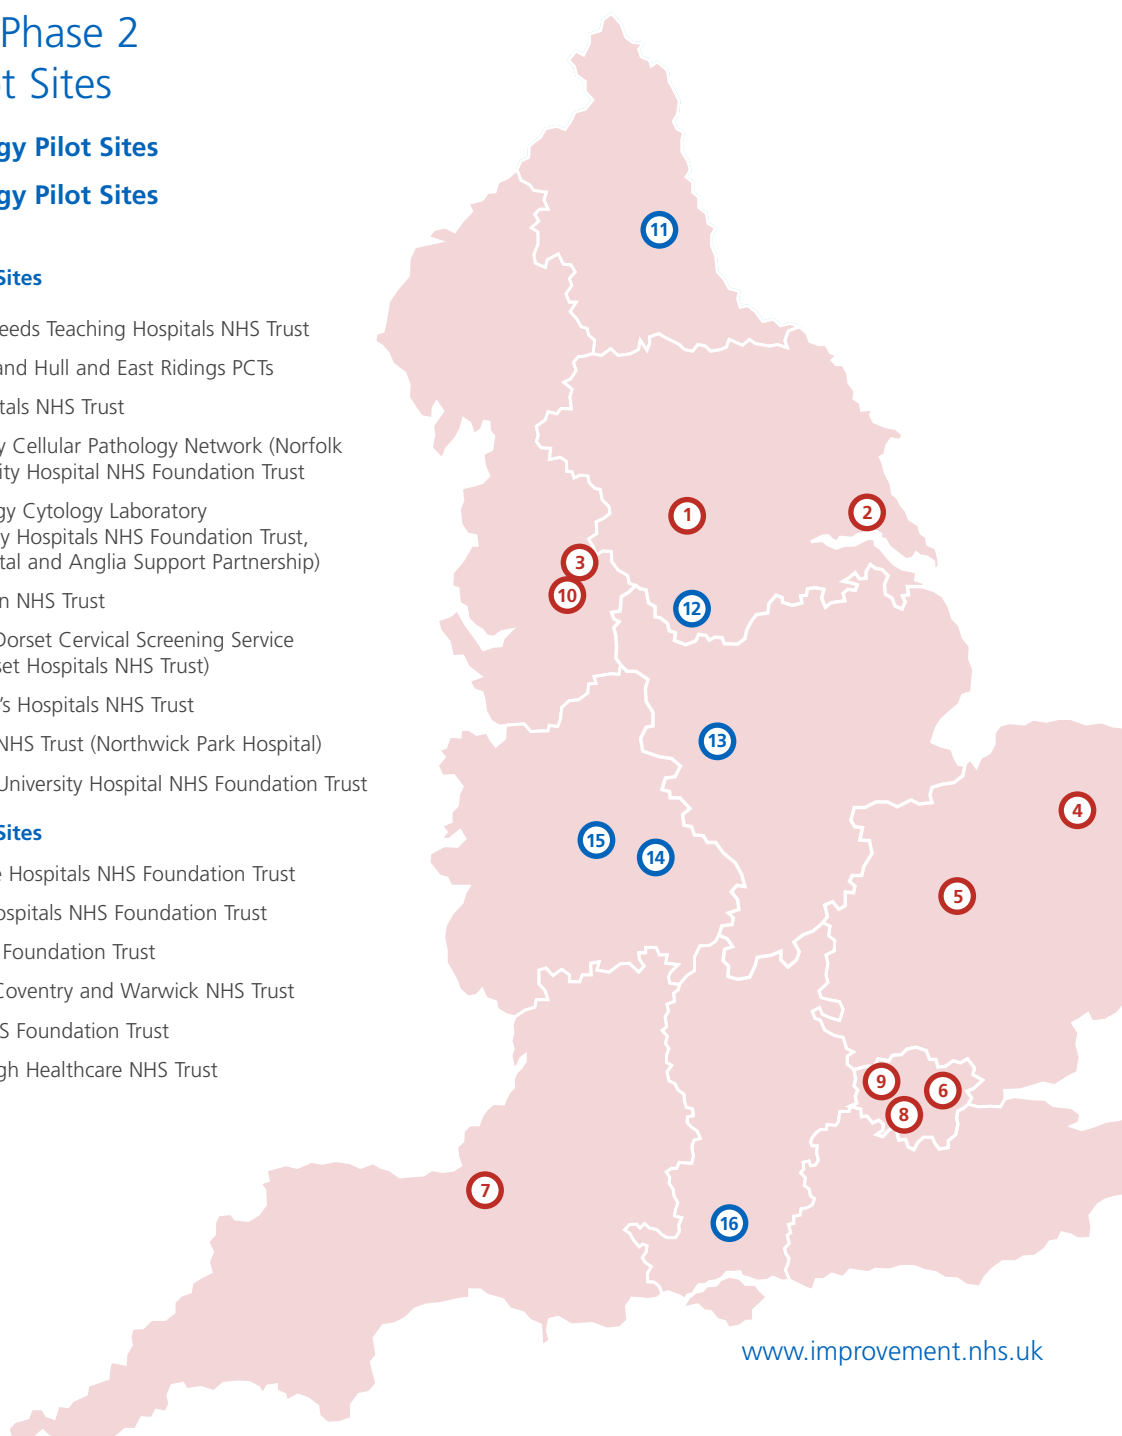 Phase 2
t Sites
gy Pilot Sites
gy Pilot Sites
Sites
eeds Teaching Hospitals NHS Trust
and Hull and East Ridings PCTs
tals NHS Trust
y Cellular Pathology Network (Norfolk
ity Hospital NHS Foundation Trust
gy Cytology Laboratory
y Hospitals NHS Foundation Trust,
tal and Anglia Support Partnership)
n NHS Trust
Dorset Cervical Screening Service
set Hospitals NHS Trust)
’s Hospitals NHS Trust
NHS Trust (Northwick Park Hospital)
University Hospital NHS Foundation Trust
Sites
e Hospitals NHS Foundation Trust
ospitals NHS Foundation Trust
Foundation Trust
Coventry and Warwick NHS Trust
S Foundation Trust
gh Healthcare NHS Trust
11
1
2
3
10
12
13
4
15
14
5
9
6
8
7
16
www.improvement.nhs.uk